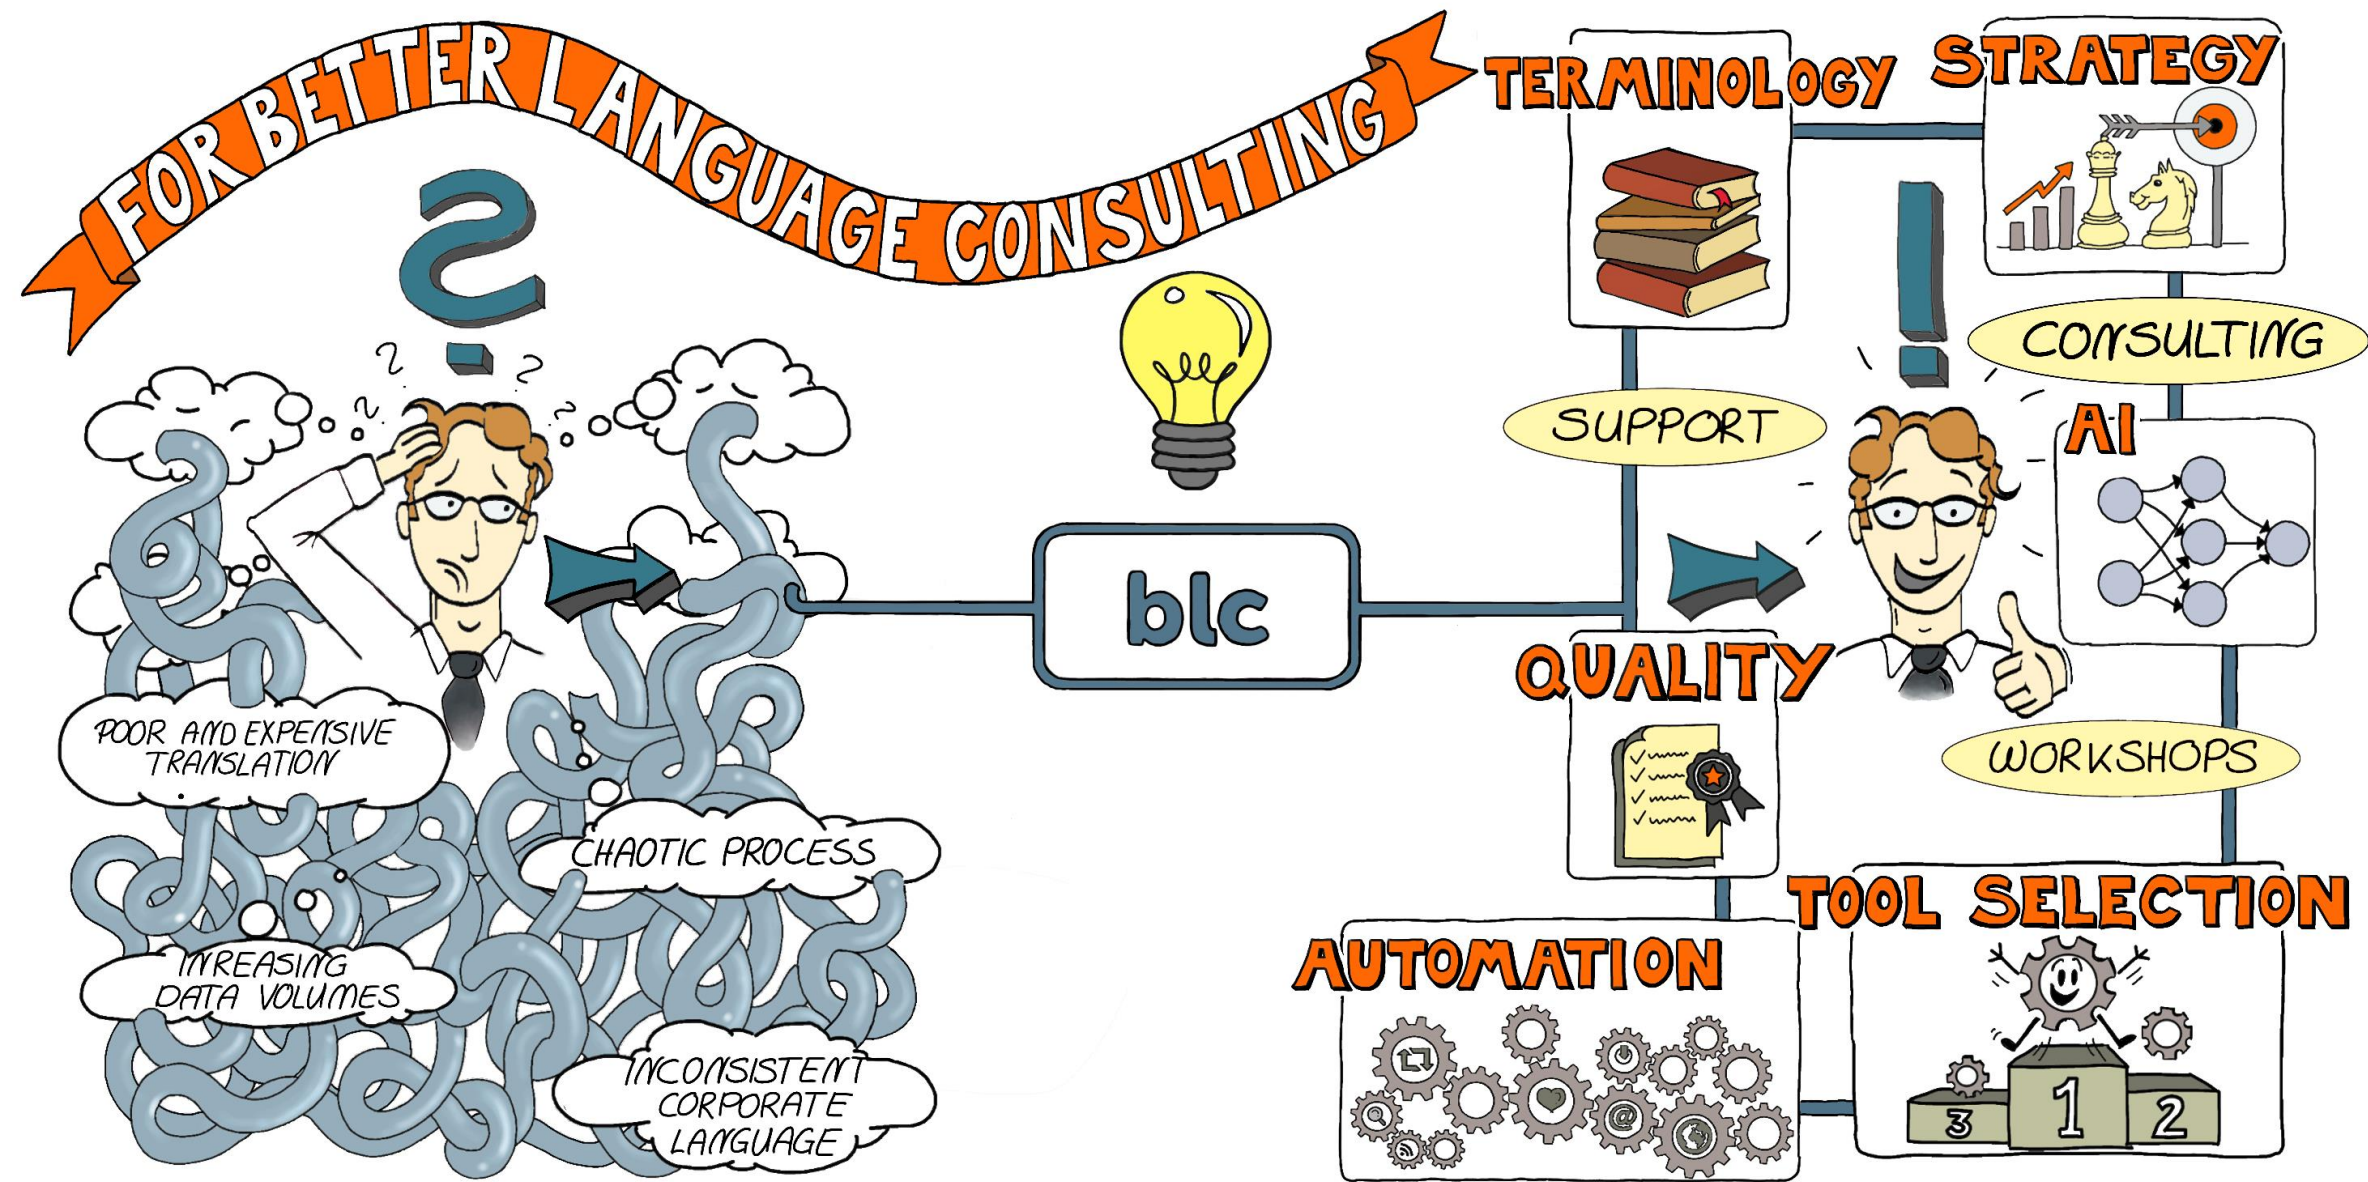 FOR BETTER LANGUAGE CONSULTING
POOR AND EXPENSIVE
TRANSLATION
CHAOTIC PROCESS
INREASING
DATA VOLUMES
INCONSISTENT
CORPORATE
LANGUAGE
blc
TERMINOLOGY
STRATEGY
CONSULTING
SUPPORT
AI
QUALITY
WORKSHOPS
TOOL SELECTION
3 1 2
AUTOMATION
@